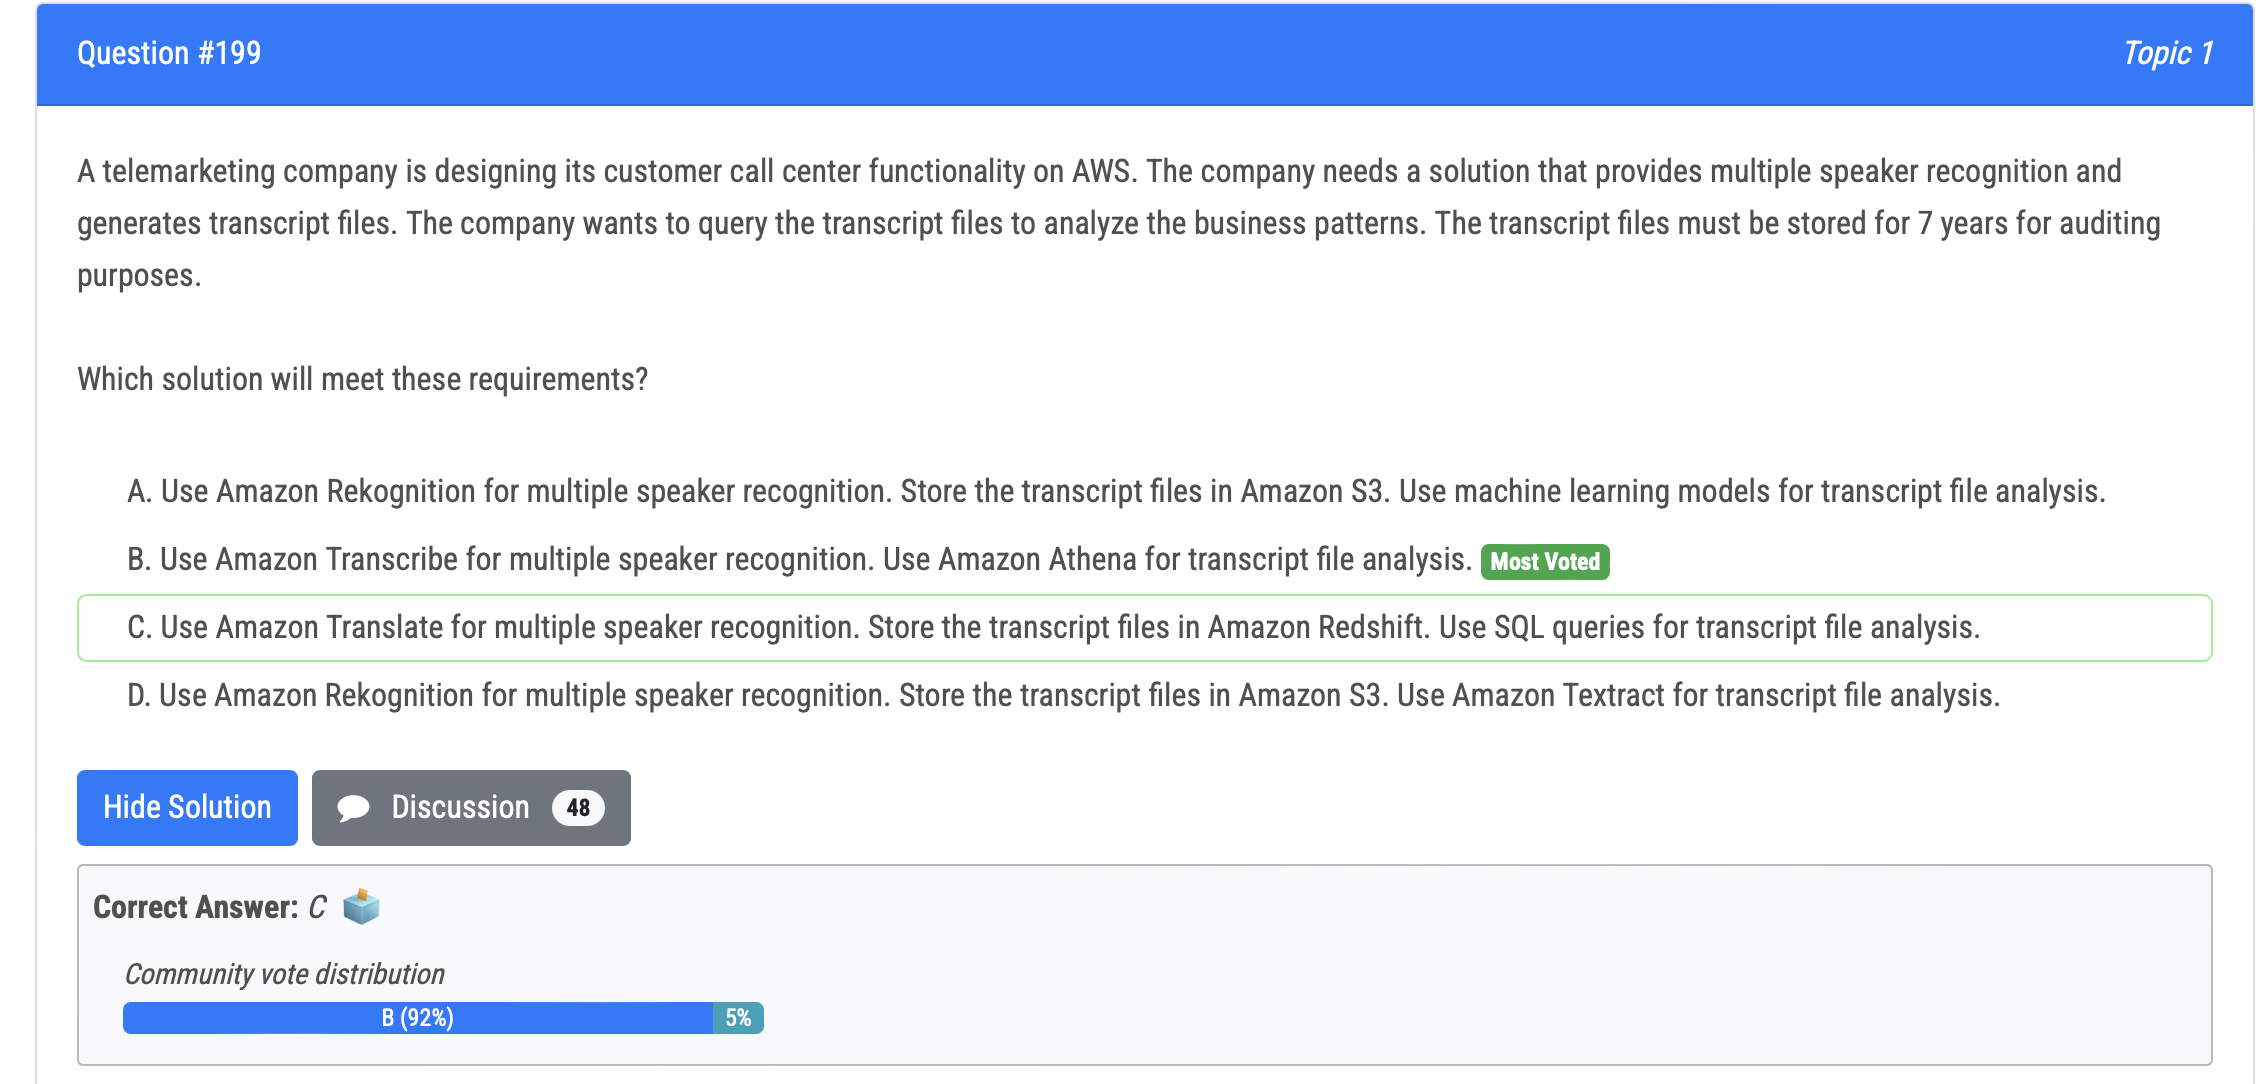 Question #199
Topic 1
A telemarketing company is designing its customer call center functionality on AWS. The company needs a solution that provides multiple speaker recognition and
generates transcript files. The company wants to query the transcript files to analyze the business patterns. The transcript files must be stored for 7 years for auditing
purposes.
Which solution will meet these requirements?
A. Use Amazon Rekognition for multiple speaker recognition. Store the transcript files in Amazon S3. Use machine learning models for transcript file analysis.
B. Use Amazon Transcribe for multiple speaker recognition. Use Amazon Athena for transcript file analysis. Most Voted
C. Use Amazon Translate for multiple speaker recognition. Store the transcript files in Amazon Redshift. Use SQL queries for transcript file analysis.
D. Use Amazon Rekognition for multiple speaker recognition. Store the transcript files in Amazon S3. Use Amazon Textract for transcript file analysis.
Hide Solution
Discussion 48
Correct Answer: C
Community vote distribution
B (92%) 5%